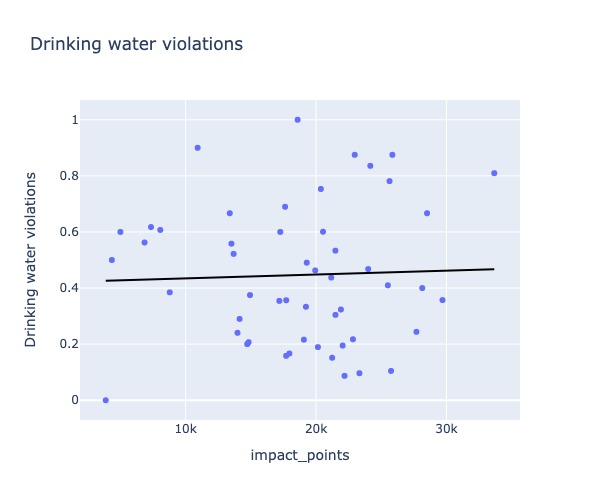 Drinking water violations
Drinking water violations
1
0.8
0.6
0.4
0.2
0
10k
20k
30k
impact_points